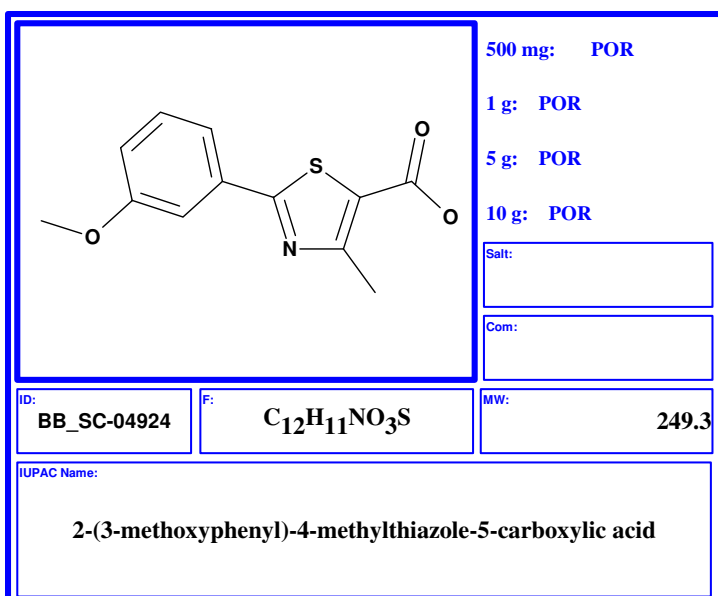 500 mg: POR
1 g: POR
5 g: POR
10 g: POR
S
O
O
O
N
Salt:
Com:
ID:
BB_SC-04924
F:
C12H11NO3S
MW:
249.3
IUPAC Name:
2-(3-methoxyphenyl)-4-methylthiazole-5-carboxylic acid